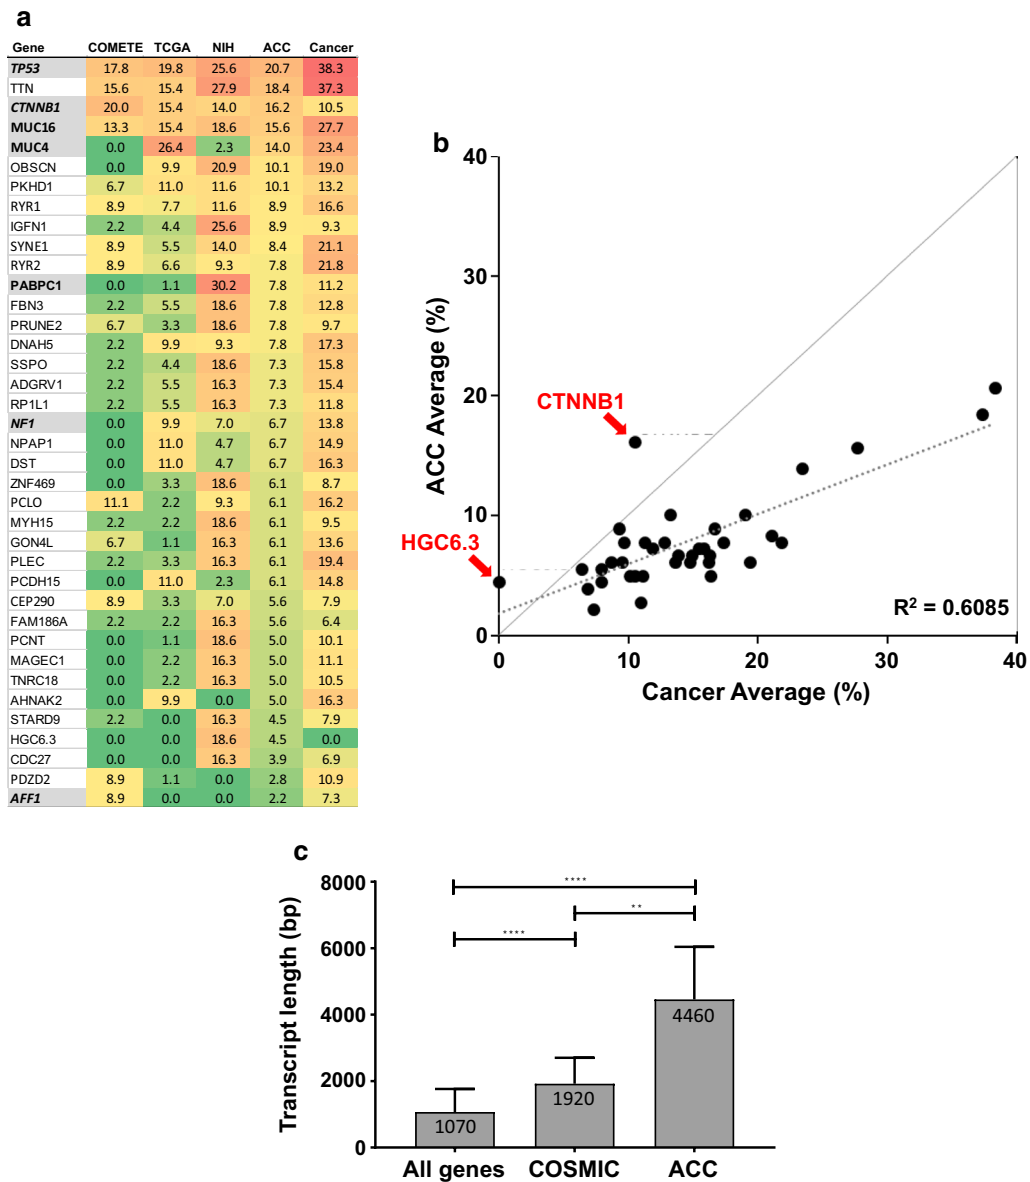 a
Gene COMETE TCGA NIH ACC Cancer
TP53 17.8 19.8 25.6 20.7 38.3
TTN 15.6 15.4 27.9 18.4 37.3
CTNNB1 20.0 15.4 14.0 16.2 10.5
MUC16 13.3 15.4 18.6 15.6 27.7
MUC4 0.0 26.4 2.3 14.0 23.4
OBSCN 0.0 9.9 20.9 10.1 19.0
PKHD1 6.7 11.0 11.6 10.1 13.2
RYR1 8.9 7.7 11.6 8.9 16.6
IGFN1 2.2 4.4 25.6 8.9 9.3
SYNE1 8.9 5.5 14.0 8.4 21.1
RYR2 8.9 6.6 9.3 7.8 21.8
PABPC1 0.0 1.1 30.2 7.8 11.2
FBN3 2.2 5.5 18.6 7.8 12.8
PRUNE2 6.7 3.3 18.6 7.8 9.7
DNAH5 2.2 9.9 9.3 7.8 17.3
SSPO 2.2 4.4 18.6 7.3 15.8
ADGRV1 2.2 5.5 16.3 7.3 15.4
RP1L1 2.2 5.5 16.3 7.3 11.8
NF1 0.0 9.9 7.0 6.7 13.8
NPAP1 0.0 11.0 4.7 6.7 14.9
DST 0.0 11.0 4.7 6.7 16.3
ZNF469 0.0 3.3 18.6 6.1 8.7
PCLO 11.1 2.2 9.3 6.1 16.2
MYH15 2.2 2.2 18.6 6.1 9.5
GON4L 6.7 1.1 16.3 6.1 13.6
PLEC 2.2 3.3 16.3 6.1 19.4
PCDH15 0.0 11.0 2.3 6.1 14.8
CEP290 8.9 3.3 7.0 5.6 7.9
FAM186A 2.2 2.2 16.3 5.6 6.4
PCNT 0.0 1.1 18.6 5.0 10.1
MAGEC1 0.0 2.2 16.3 5.0 11.1
TNRC18 0.0 2.2 16.3 5.0 10.5
AHNAK2 0.0 9.9 0.0 5.0 16.3
STARD9 2.2 0.0 16.3 4.5 7.9
HGC6.3 0.0 0.0 18.6 4.5 0.0
CDC27 0.0 0.0 16.3 3.9 6.9
PDZD2 8.9 1.1 0.0 2.8 10.9
AFF1 8.9 0.0 0.0 2.2 7.3
b
40
30
20
10
0
ACC Average (%)
CTNNB1
HGC6.3
R² = 0.6085
0 10 20 30 40
Cancer Average (%)
c
8000
6000
4000
2000
0
Transcript length (bp)
****
**
****
1070
1920
4460
All genes COSMIC ACC